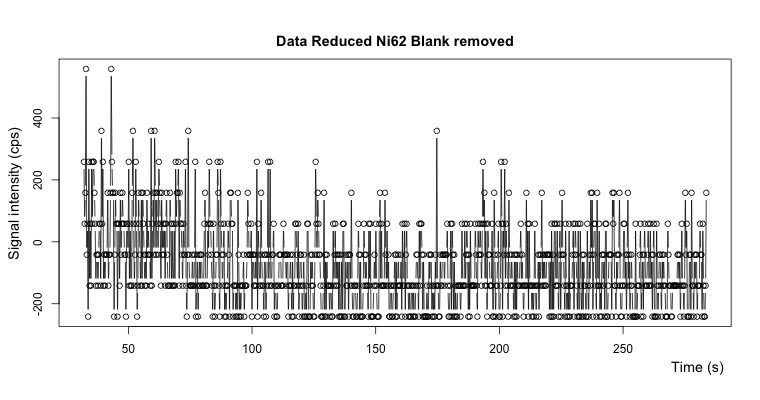 Data Reduced Ni62 Blank removed
Signal intensity (cps)
400
200
0
-200
50 100 150 200 250
Time (s)